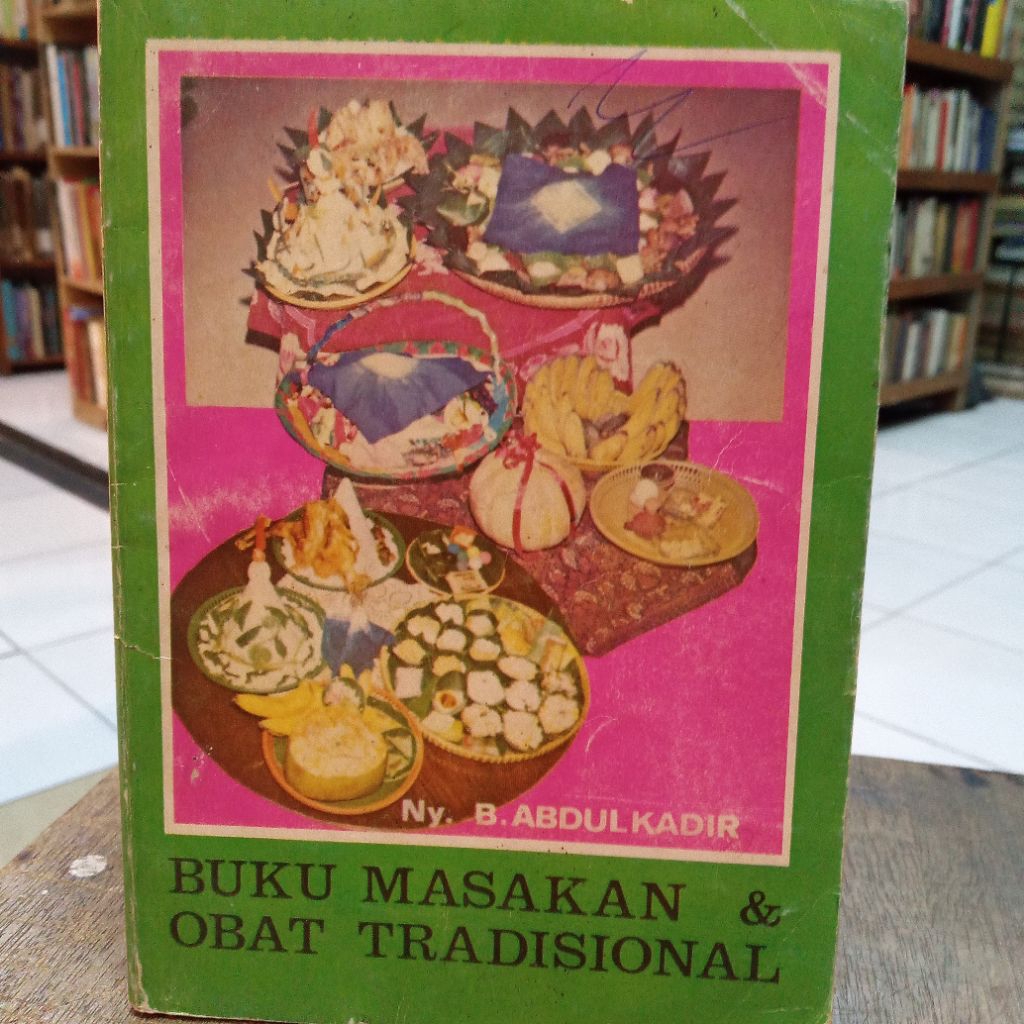 Ny. B. ABDULKADIR
BUKU MASAKAN &
OBAT TRADISIONAL